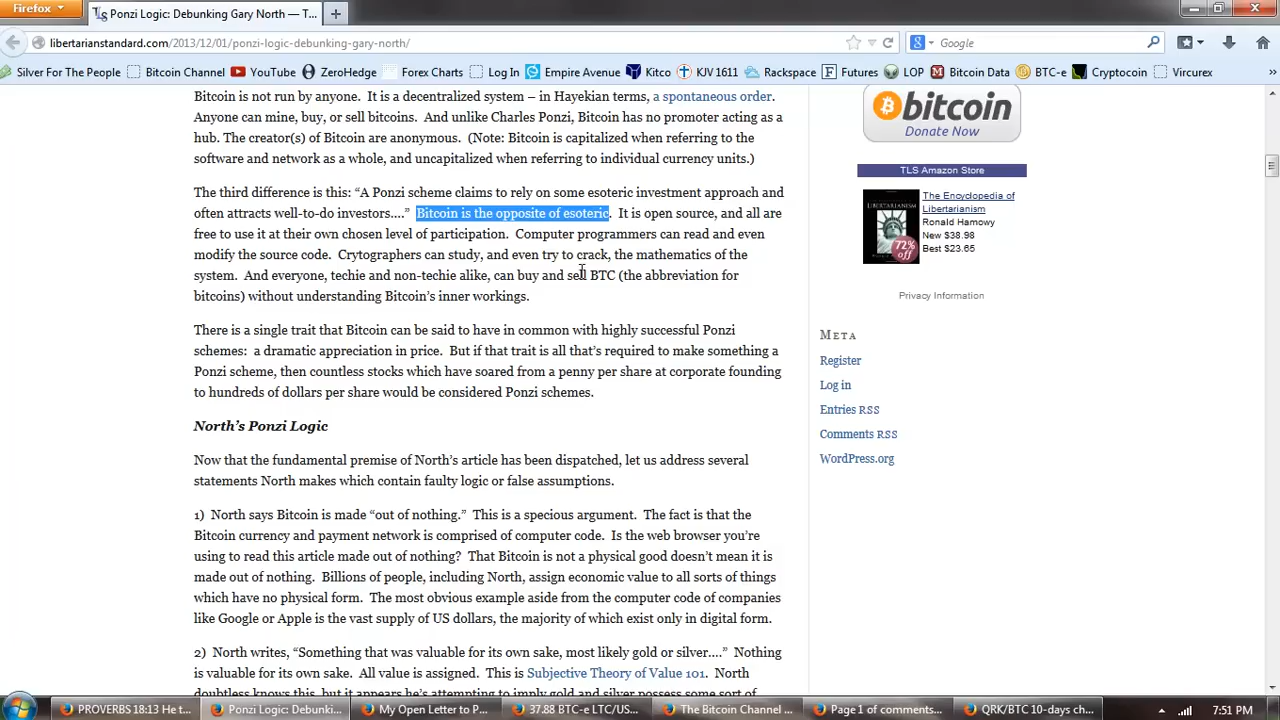 Firefox
Ponzi Logic: Debunking Gary North — T...
libertarianstandard.com/2013/12/01/ponzi-logic-debunking-gary-north/
Google
Silver For The People
Bitcoin Channel
YouTube
ZeroHedge
Forex Charts
Log In
Empire Avenue
Kitco
KJV 1611
Rackspace
Futures
LOP
Bitcoin Data
BTC-e
Cryptocoin
Vircurex
Bitcoin is not run by anyone. It is a decentralized system – in Hayekian terms, a spontaneous order.
Anyone can mine, buy, or sell bitcoins. And unlike Charles Ponzi, Bitcoin has no promoter acting as a
hub. The creator(s) of Bitcoin are anonymous. (Note: Bitcoin is capitalized when referring to the
software and network as a whole, and uncapitalized when referring to individual currency units.)
The third difference is this: “A Ponzi scheme claims to rely on some esoteric investment approach and
often attracts well-to-do investors....” Bitcoin is the opposite of esoteric. It is open source, and all are
free to use it at their own chosen level of participation. Computer programmers can read and even
modify the source code. Crytographers can study, and even try to crack, the mathematics of the
system. And everyone, techie and non-techie alike, can buy and sell BTC (the abbreviation for
bitcoins) without understanding Bitcoin’s inner workings.
There is a single trait that Bitcoin can be said to have in common with highly successful Ponzi
schemes: a dramatic appreciation in price. But if that trait is all that’s required to make something a
Ponzi scheme, then countless stocks which have soared from a penny per share at corporate founding
to hundreds of dollars per share would be considered Ponzi schemes.
North’s Ponzi Logic
Now that the fundamental premise of North’s article has been dispatched, let us address several
statements North makes which contain faulty logic or false assumptions.
1) North says Bitcoin is made “out of nothing.” This is a specious argument. The fact is that the
Bitcoin currency and payment network is comprised of computer code. Is the web browser you’re
using to read this article made out of nothing? That Bitcoin is not a physical good doesn’t mean it is
made out of nothing. Billions of people, including North, assign economic value to all sorts of things
which have no physical form. The most obvious example aside from the computer code of companies
like Google or Apple is the vast supply of US dollars, the majority of which exist only in digital form.
2) North writes, “Something that was valuable for its own sake, most likely gold or silver....” Nothing
is valuable for its own sake. All value is assigned. This is Subjective Theory of Value 101. North
doubtless knows this, but it appears he’s attempting to imply gold and silver possess some sort of
bitcoin
Donate Now
TLS Amazon Store
LIBERTARIANISM
72%
off
The Encyclopedia of
Libertarianism
Ronald Hamowy
New $38.98
Best $23.65
Privacy Information
META
Register
Log in
Entries RSS
Comments RSS
WordPress.org
PROVERBS 18:13 He t...
Ponzi Logic: Debunki...
My Open Letter to P...
37.88 BTC-e LTC/US...
The Bitcoin Channel ...
Page 1 of comments...
QRK/BTC 10-days ch...
7:51 PM